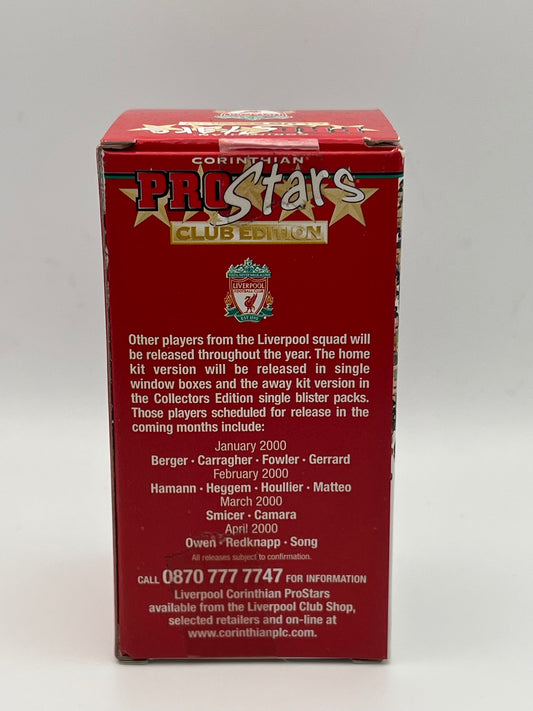 CORINTHIAN
PROStars
CLUB EDITION
LIVERPOOL
FOOTBALL CLUB
EST·1892
Other players from the Liverpool squad will
be released throughout the year. The home
kit version will be released in single
window boxes and the away kit version in
the Collectors Edition single blister packs.
Those players scheduled for release in the
coming months include:
January 2000
Berger · Carragher · Fowler · Gerrard
February 2000
Hamann · Heggem · Houllier · Matteo
March 2000
Smicer · Camara
April 2000
Owen · Redknapp · Song
All releases subject to confirmation.
CALL 0870 777 7747 FOR INFORMATION
Liverpool Corinthian ProStars
available from the Liverpool Club Shop,
selected retailers and on-line at
www.corinthianplc.com.